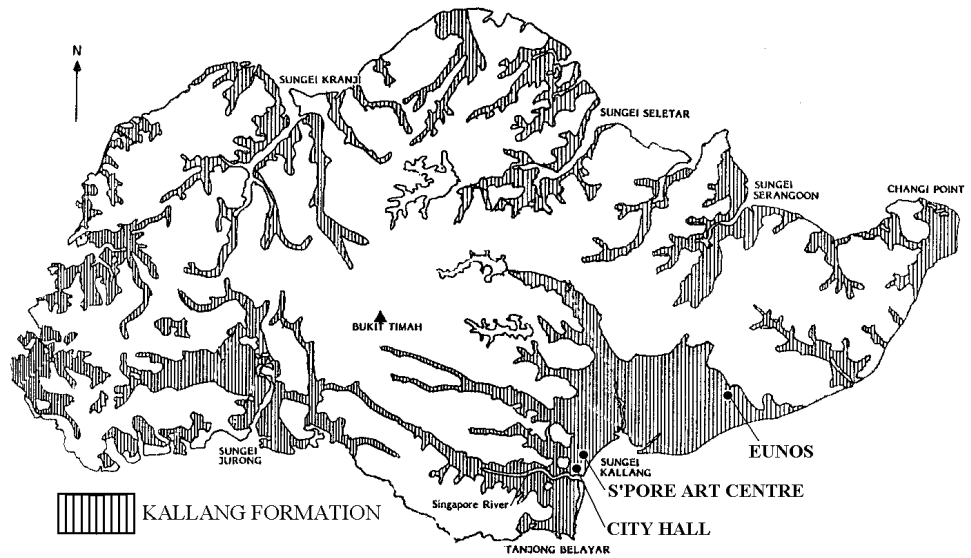 N
SUNGEI KRANJI
SUNGEI SELETAR
SUNGEI
SERANGOON
CHANGI POINT
BUKIT TIMAH
EUNOS
SUNGEI
JURONG
SUNGEI
KALLANG
S'PORE ART CENTRE
Singapore River
CITY HALL
KALLANG FORMATION
TANJONG BELAYAR